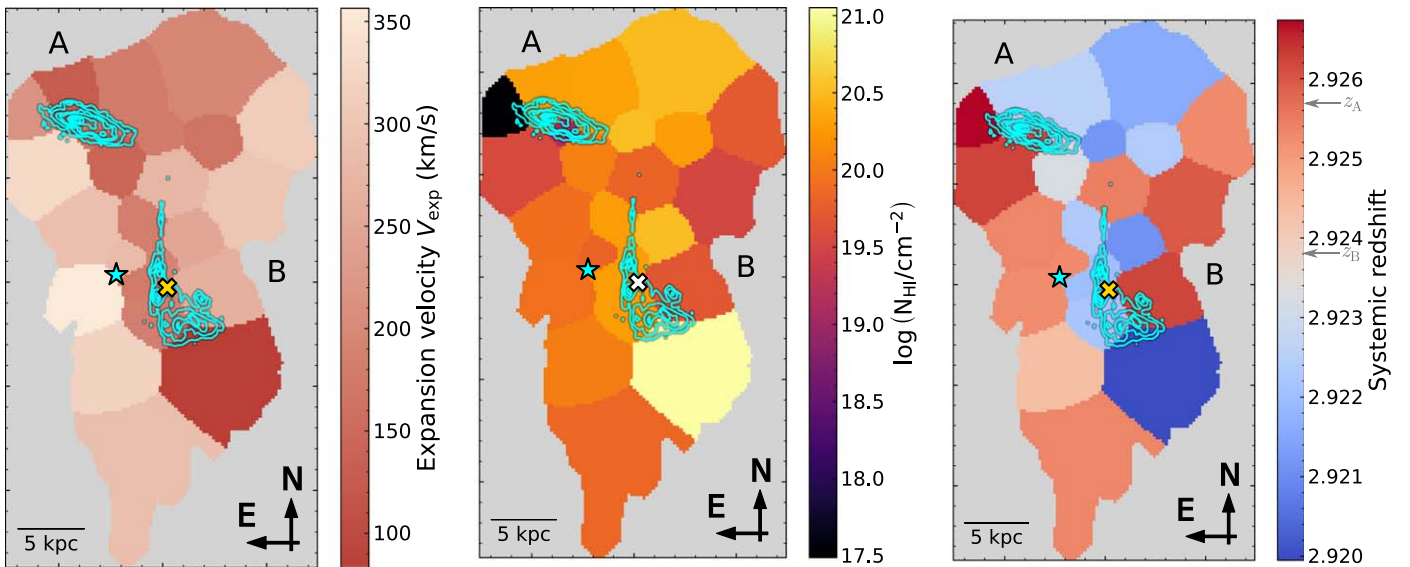 A
B
N
E
5 kpc
350
300
250
200
150
100
Expansion velocity V_exp (km/s)
A
B
N
E
5 kpc
21.0
20.5
20.0
19.5
19.0
18.5
18.0
17.5
log (N_HI/cm⁻²)
A
B
N
E
5 kpc
2.926
z_A
2.925
2.924
z_B
2.923
2.922
2.921
2.920
Systemic redshift